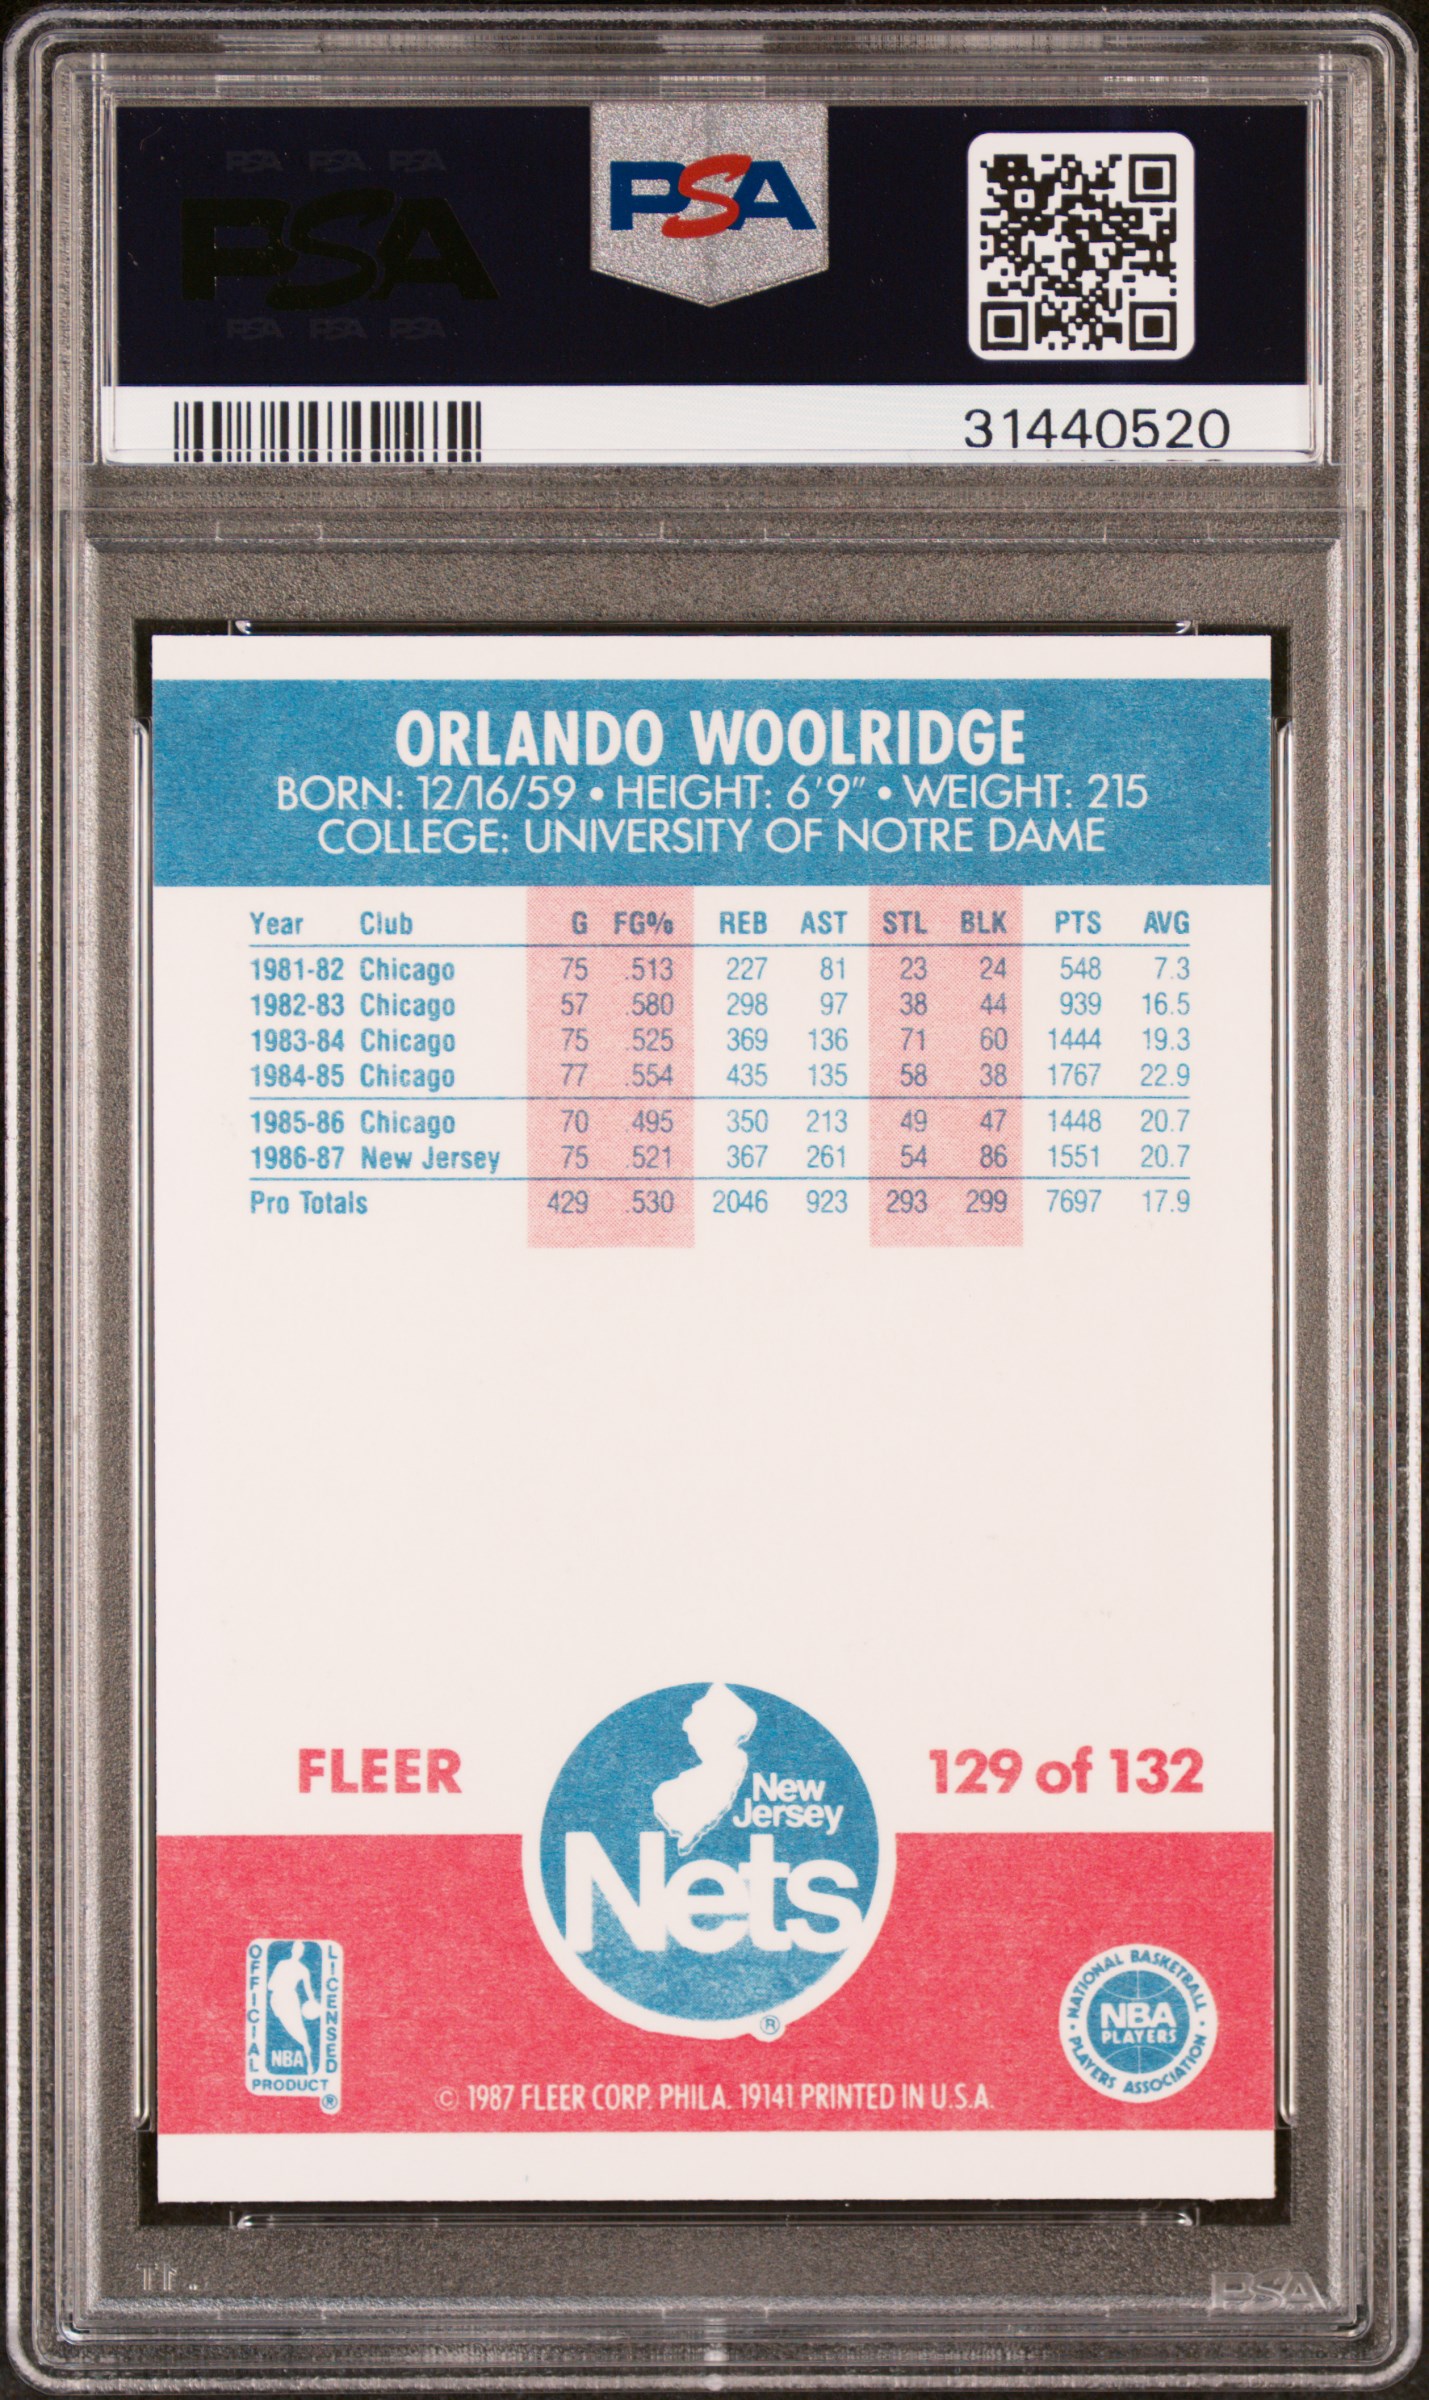 PSA PSA PSA
PSA
PSA PSA PSA
PSA
31440520
ORLANDO WOOLRIDGE
BORN: 12/16/59 • HEIGHT: 6'9" • WEIGHT: 215
COLLEGE: UNIVERSITY OF NOTRE DAME
Year Club G FG% REB AST STL BLK PTS AVG
1981-82 Chicago 75 .513 227 81 23 24 548 7.3
1982-83 Chicago 57 .580 298 97 38 44 939 16.5
1983-84 Chicago 75 .525 369 136 71 60 1444 19.3
1984-85 Chicago 77 .554 435 135 58 38 1767 22.9
1985-86 Chicago 70 .495 350 213 49 47 1448 20.7
1986-87 New Jersey 75 .521 367 261 54 86 1551 20.7
Pro Totals 429 .530 2046 923 293 299 7697 17.9
FLEER
New
Jersey
Nets
®
129 of 132
OFFICIAL LICENSED
NBA
PRODUCT
®
© 1987 FLEER CORP. PHILA. 19141 PRINTED IN U.S.A.
• NATIONAL BASKETBALL •
NBA
PLAYERS
PLAYERS ASSOCIATION
PSA